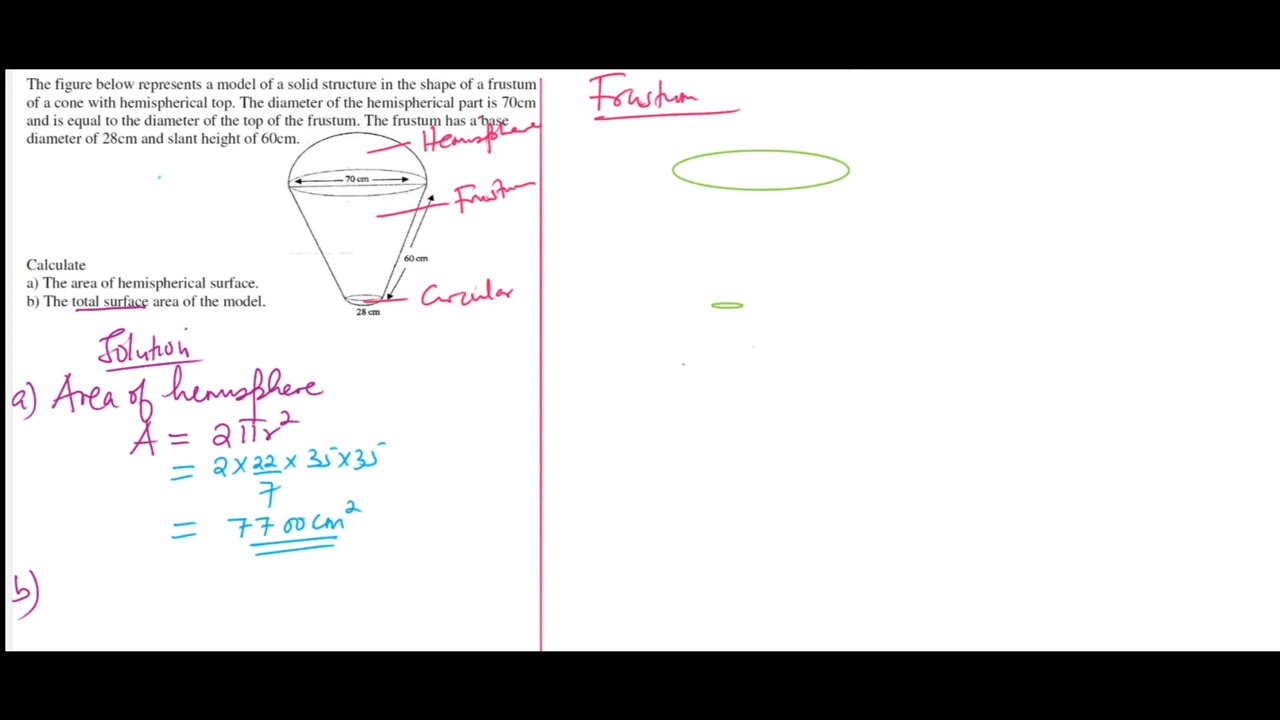 The figure below represents a model of a solid structure in the shape of a frustum
of a cone with hemispherical top. The diameter of the hemispherical part is 70cm
and is equal to the diameter of the top of the frustum. The frustum has a base
diameter of 28cm and slant height of 60cm.
Hemisphere
70 cm
Frustum
60 cm
Circular
28 cm
Calculate
a) The area of hemispherical surface.
b) The total surface area of the model.
Solution
a) Area of hemisphere
A = 2πr²
= 2 × 22/7 × 35 × 35
= 7700cm²
b)
Frustum